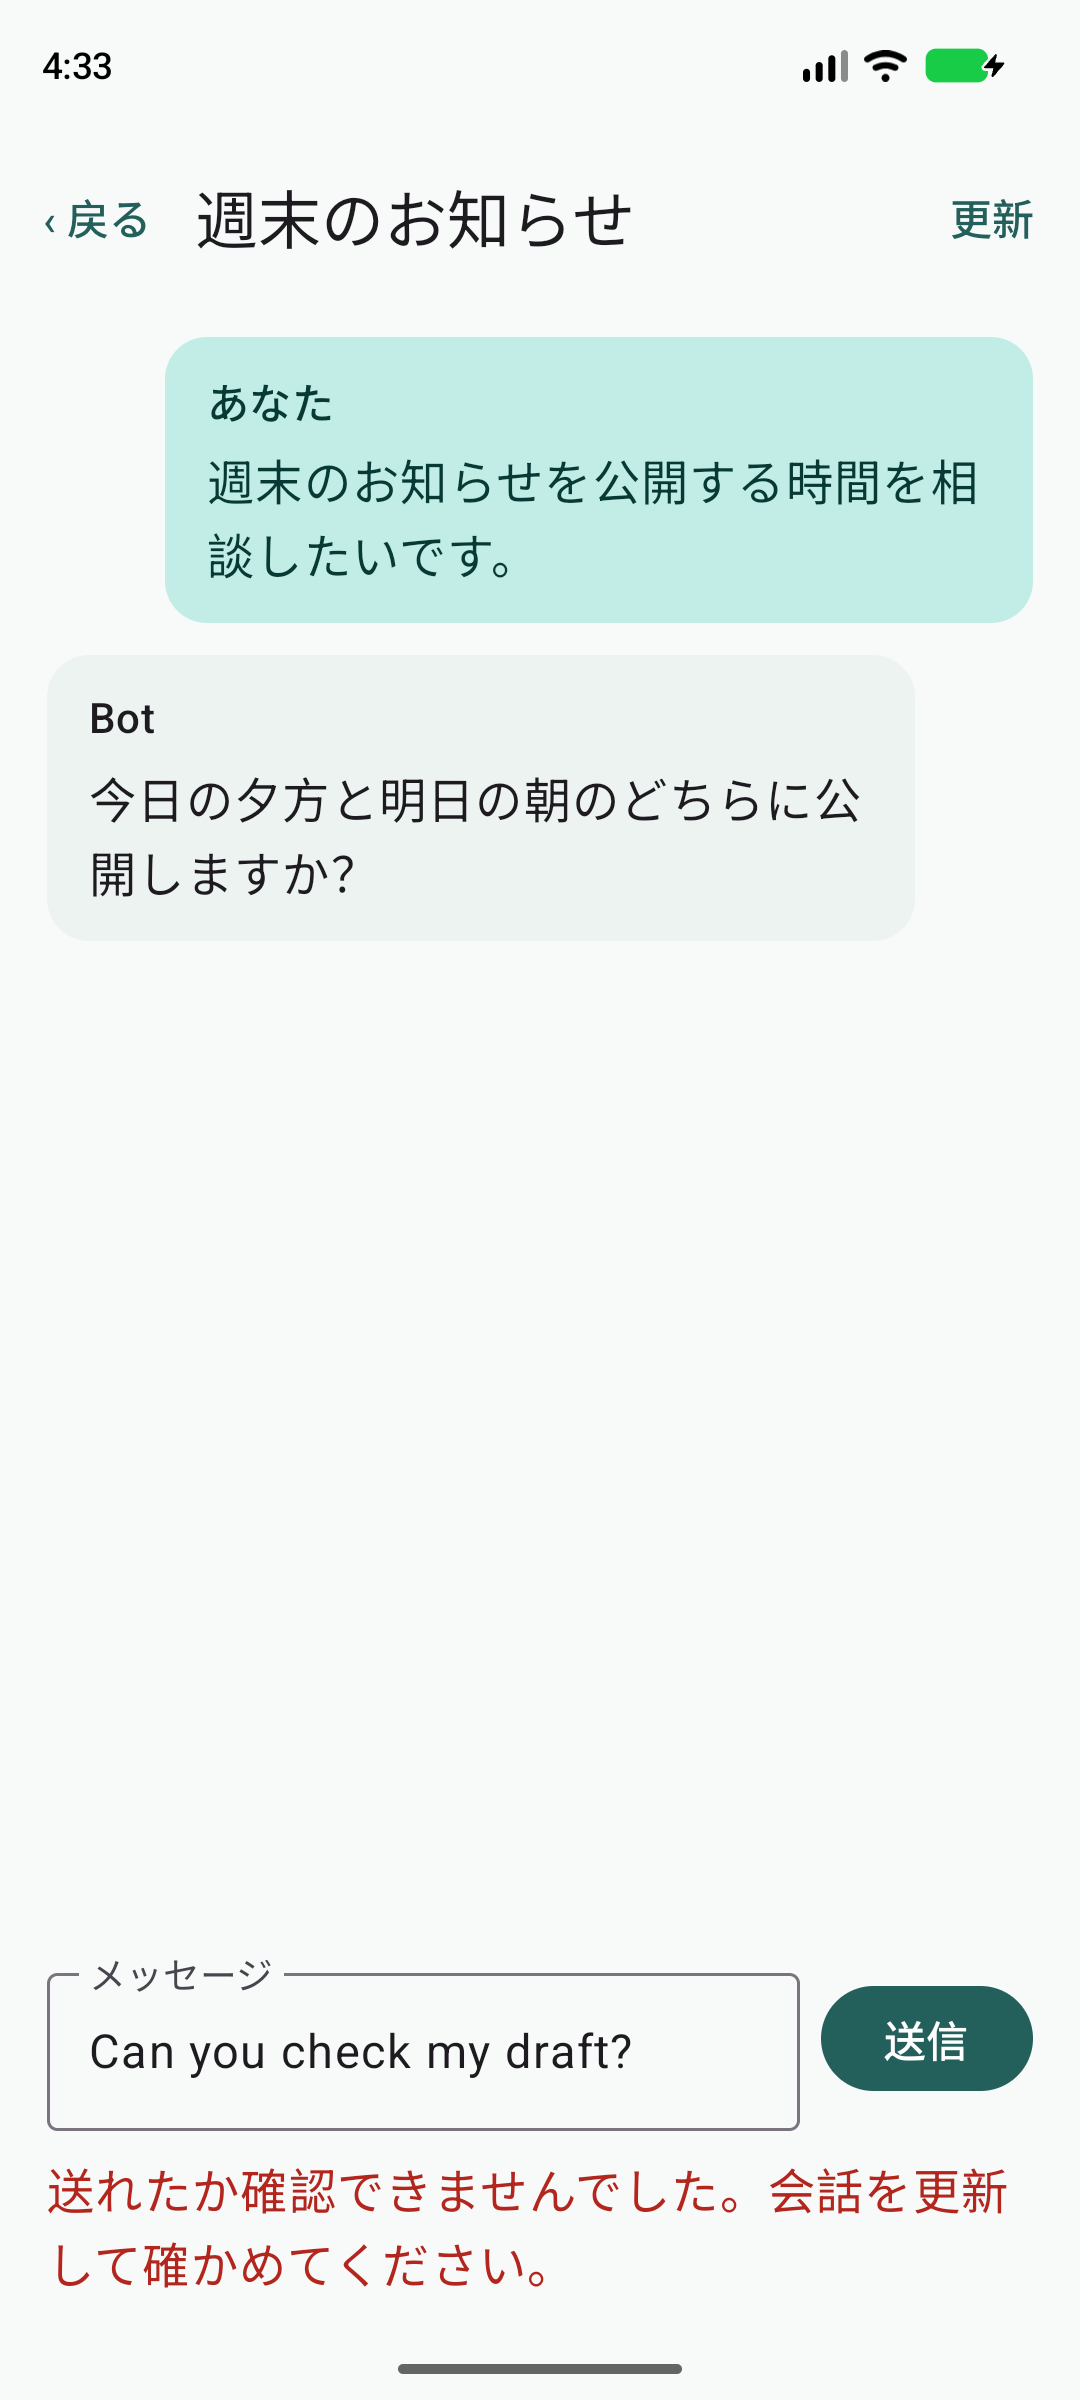 4:33
‹ 戻る 週末のお知らせ 更新
あなた
週末のお知らせを公開する時間を相
談したいです。
Bot
今日の夕方と明日の朝のどちらに公
開しますか？
メッセージ
Can you check my draft?
送信
送れたか確認できませんでした。会話を更新
して確かめてください。